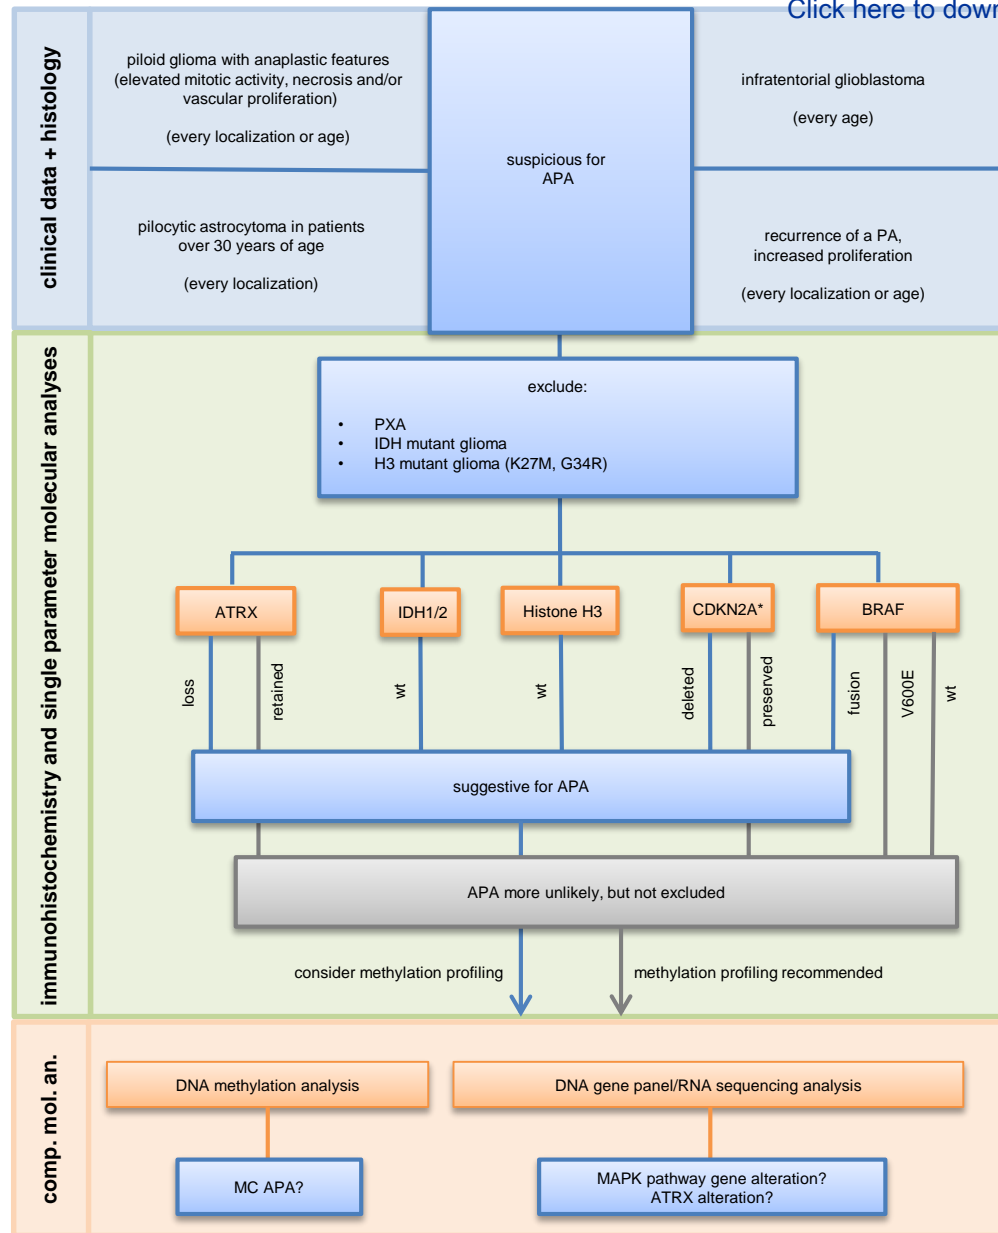 Click here to down
clinical data + histology
piloid glioma with anaplastic features
(elevated mitotic activity, necrosis and/or
vascular proliferation)
(every localization or age)
infratentorial glioblastoma
(every age)
suspicious for
APA
pilocytic astrocytoma in patients
over 30 years of age
(every localization)
recurrence of a PA,
increased proliferation
(every localization or age)
immunohistochemistry and single parameter molecular analyses
exclude:
• PXA
• IDH mutant glioma
• H3 mutant glioma (K27M, G34R)
ATRX
IDH1/2
Histone H3
CDKN2A*
BRAF
loss
retained
wt
wt
deleted
preserved
fusion
V600E
wt
suggestive for APA
APA more unlikely, but not excluded
consider methylation profiling
methylation profiling recommended
comp. mol. an.
DNA methylation analysis
DNA gene panel/RNA sequencing analysis
MC APA?
MAPK pathway gene alteration?
ATRX alteration?